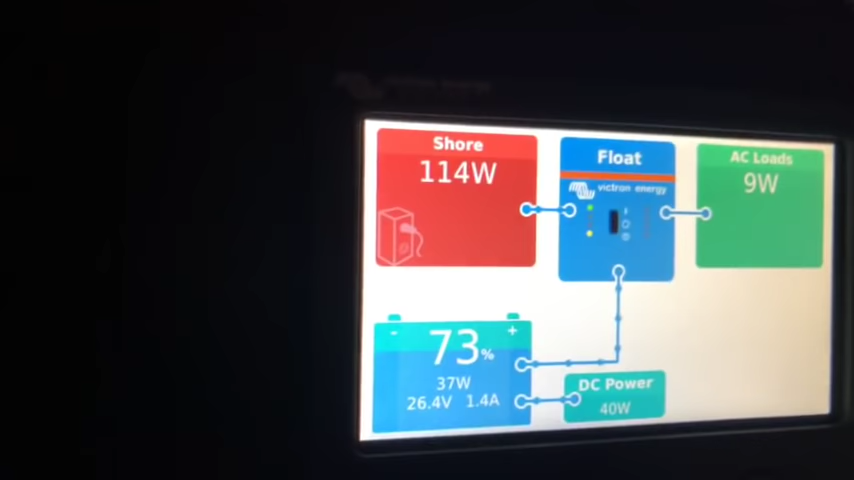 Shore
114W
Float
victron energy
AC Loads
9W
- +
73%
37W
26.4V 1.4A
DC Power
40W